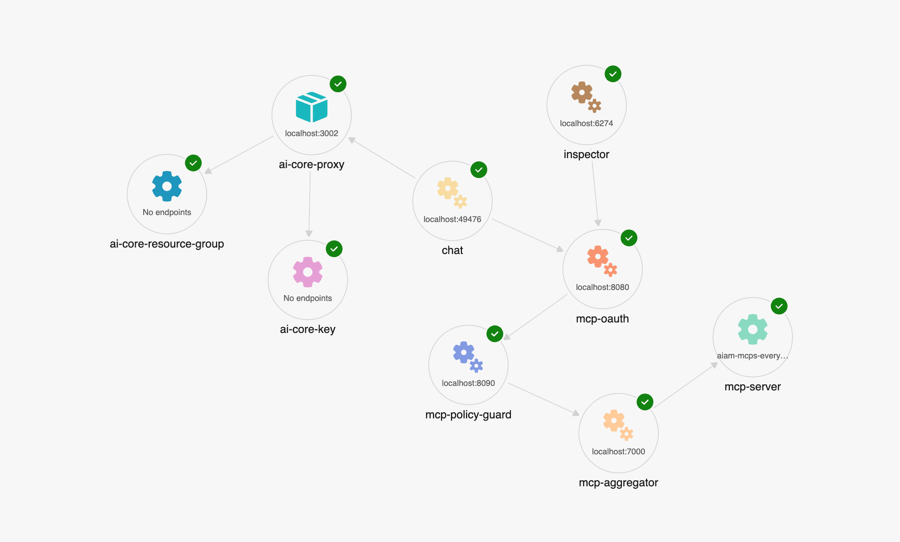 localhost:3002
ai-core-proxy
localhost:6274
inspector
No endpoints
ai-core-resource-group
localhost:49476
chat
No endpoints
ai-core-key
localhost:8080
mcp-oauth
aiam-mcps-every...
mcp-server
localhost:8090
mcp-policy-guard
localhost:7000
mcp-aggregator